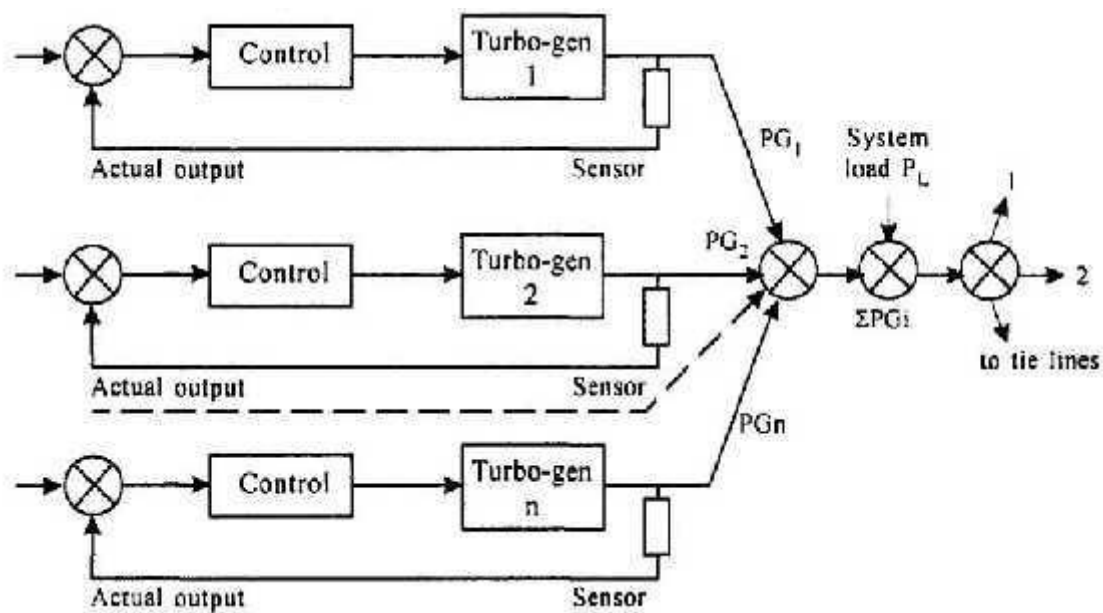 Control
Turbo-gen
1
Actual output
Sensor
PG₁
System
load P_L
1
Control
Turbo-gen
2
PG₂
2
ΣPGi
to tie lines
Actual output
Sensor
PGn
Control
Turbo-gen
n
Actual output
Sensor